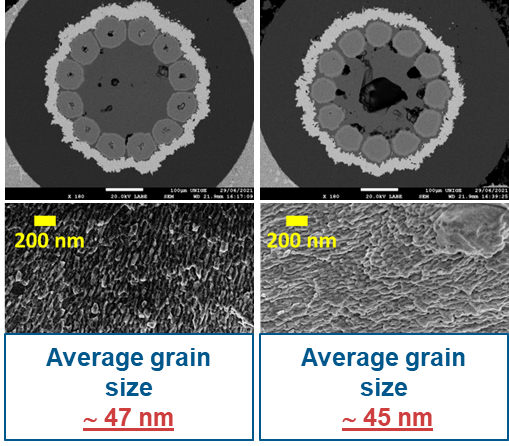 100µm UNIGE 29/06/2021
X 180 20.0kV LABE SEM WD 21.9mm 16:17:09
100µm UNIGE 29/06/2021
X 180 20.0kV LABE SEM WD 21.9mm 16:39:25
200 nm
200 nm
Average grain
size
~ 47 nm
Average grain
size
~ 45 nm